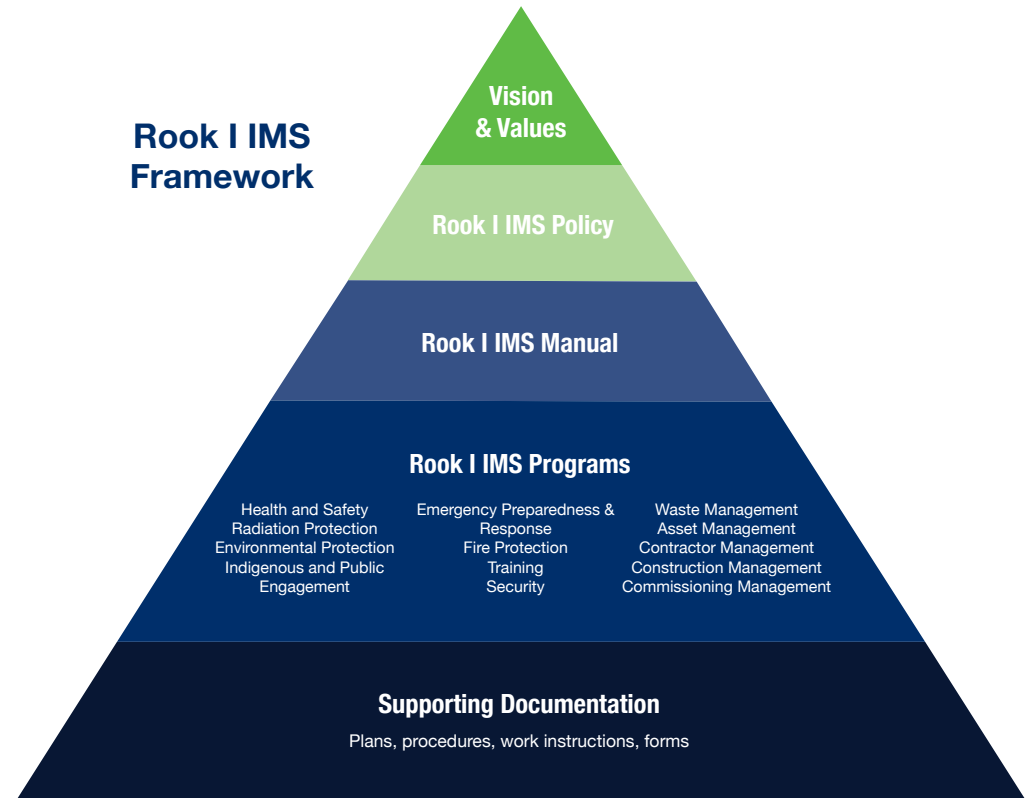 Rook I IMS
Framework
Vision
& Values
Rook I IMS Policy
Rook I IMS Manual
Rook I IMS Programs
Health and Safety
Radiation Protection
Environmental Protection
Indigenous and Public
Engagement
Emergency Preparedness &
Response
Fire Protection
Training
Security
Waste Management
Asset Management
Contractor Management
Construction Management
Commissioning Management
Supporting Documentation
Plans, procedures, work instructions, forms